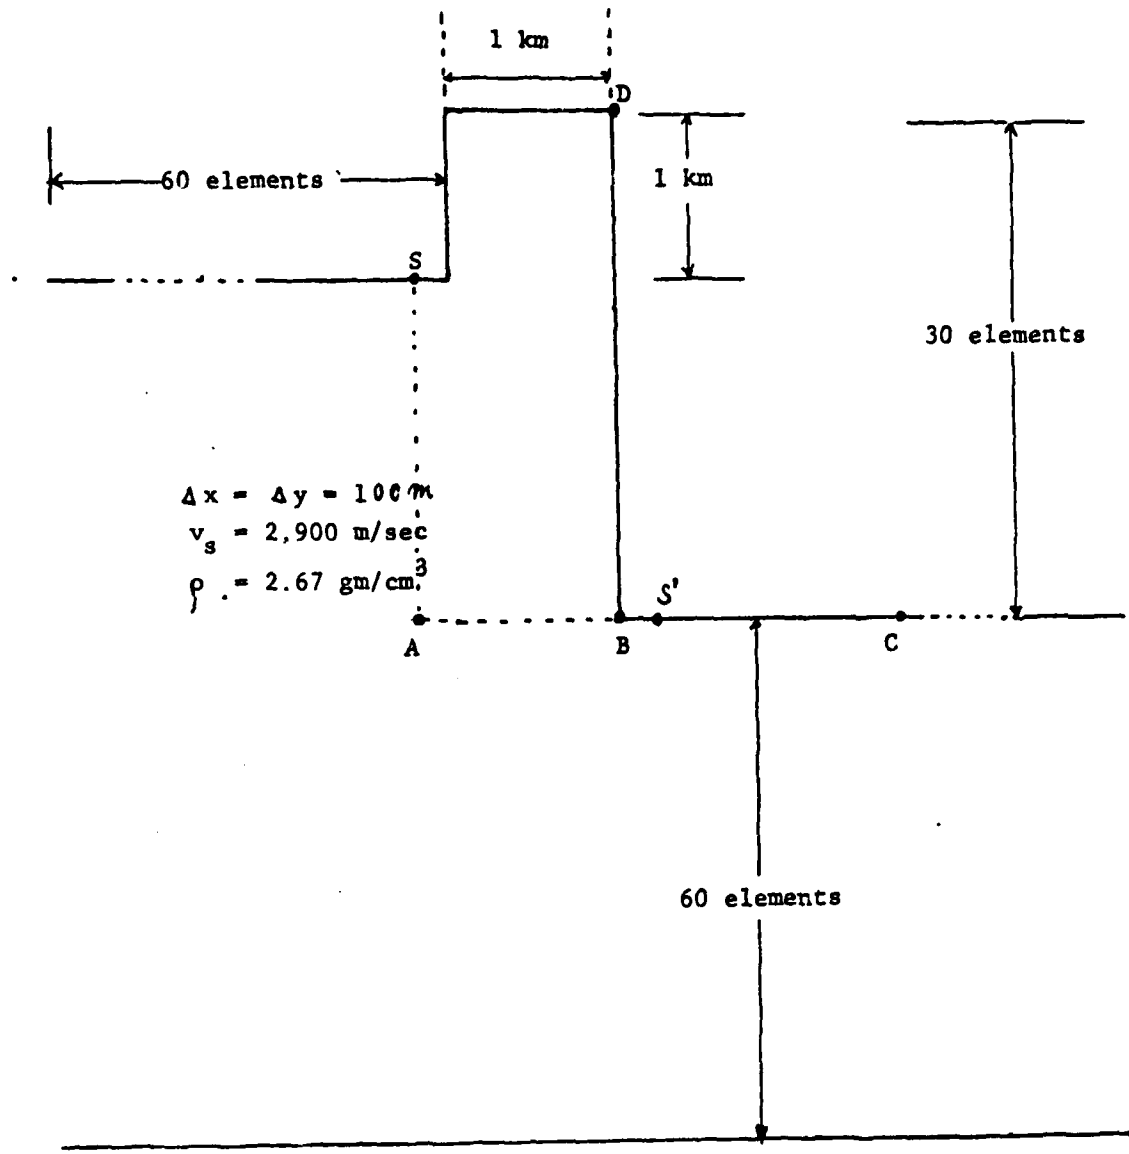 1 km
D
60 elements
1 km
S
30 elements
Δx = Δy = 100m
v_s = 2,900 m/sec
ρ = 2.67 gm/cm³
S'
A
B
C
60 elements